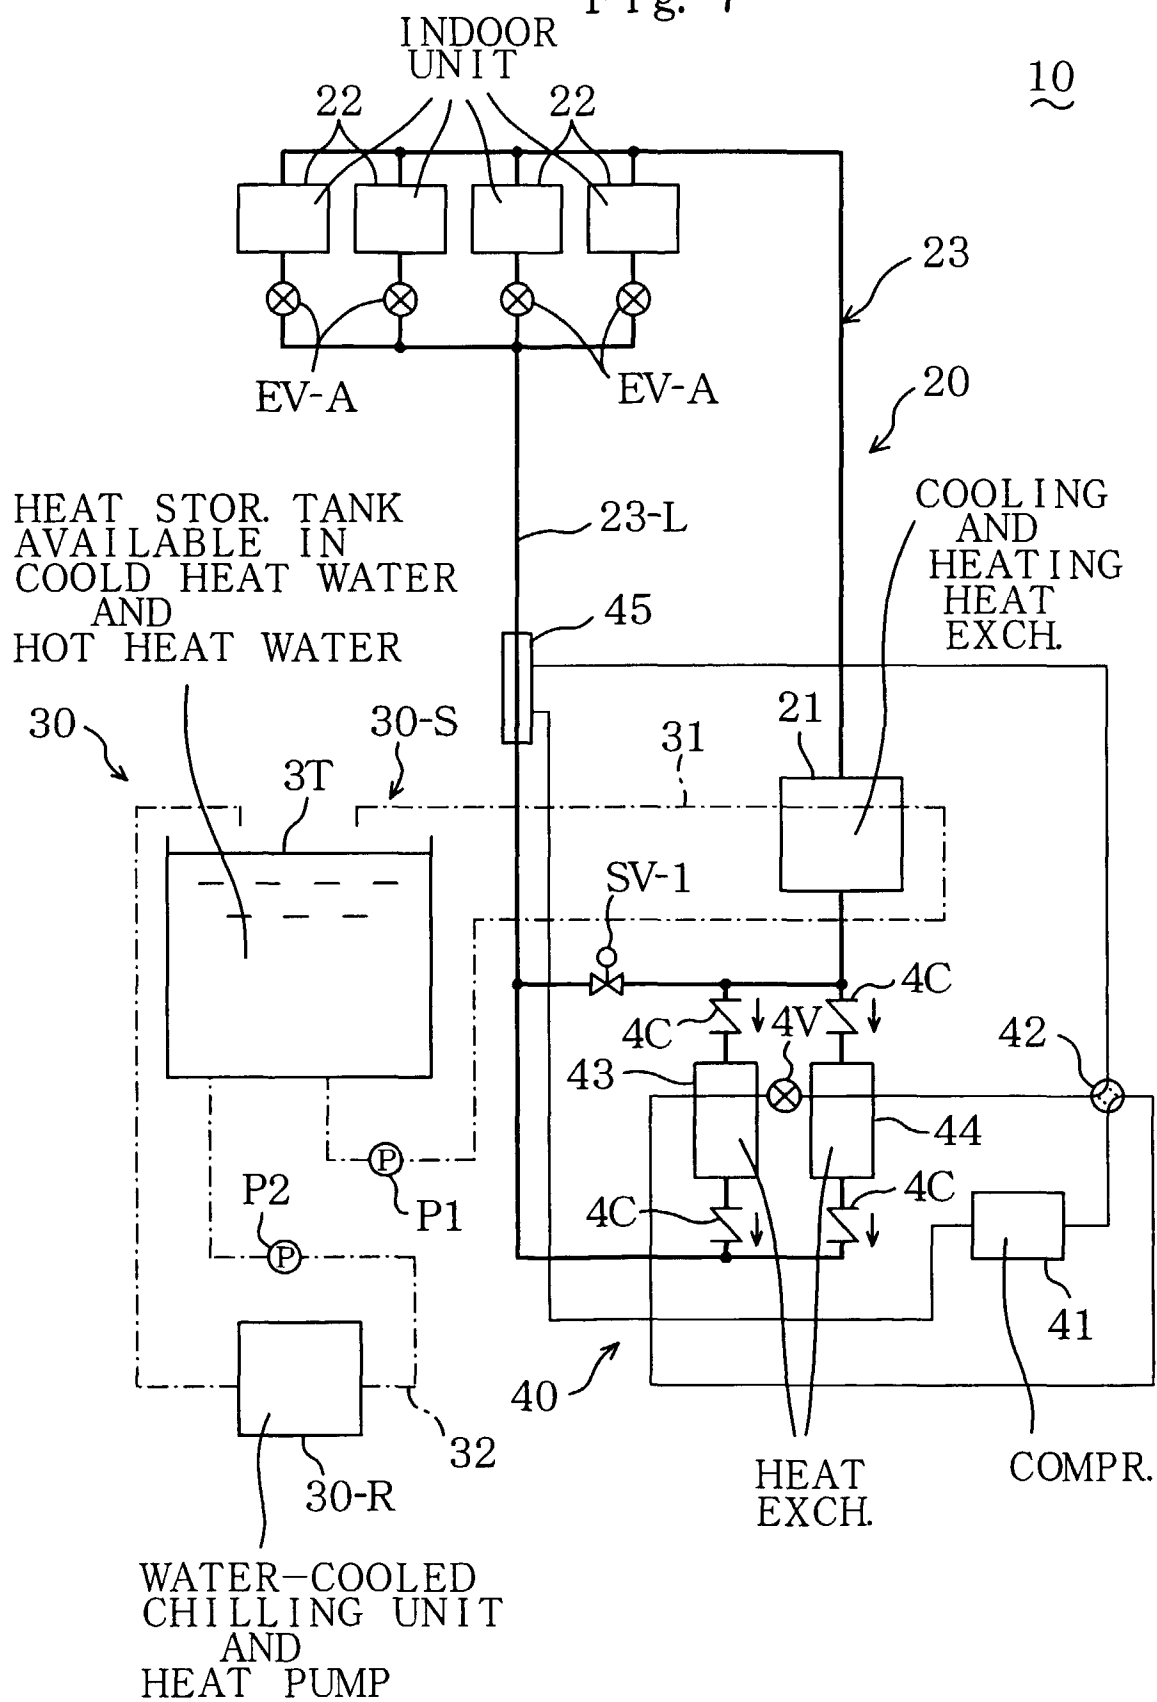 Fig. 7
INDOOR
UNIT
10
22
22
23
EV-A
EV-A
20
HEAT STOR. TANK
AVAILABLE IN
COOLD HEAT WATER
AND
HOT HEAT WATER
23-L
COOLING
AND
HEATING
HEAT
EXCH.
45
30
30-S
31
21
3T
SV-1
4C
4C
4V
42
43
44
P1
P
P2
P
4C
4C
41
40
32
30-R
HEAT
EXCH.
COMPR.
WATER-COOLED
CHILLING UNIT
AND
HEAT PUMP